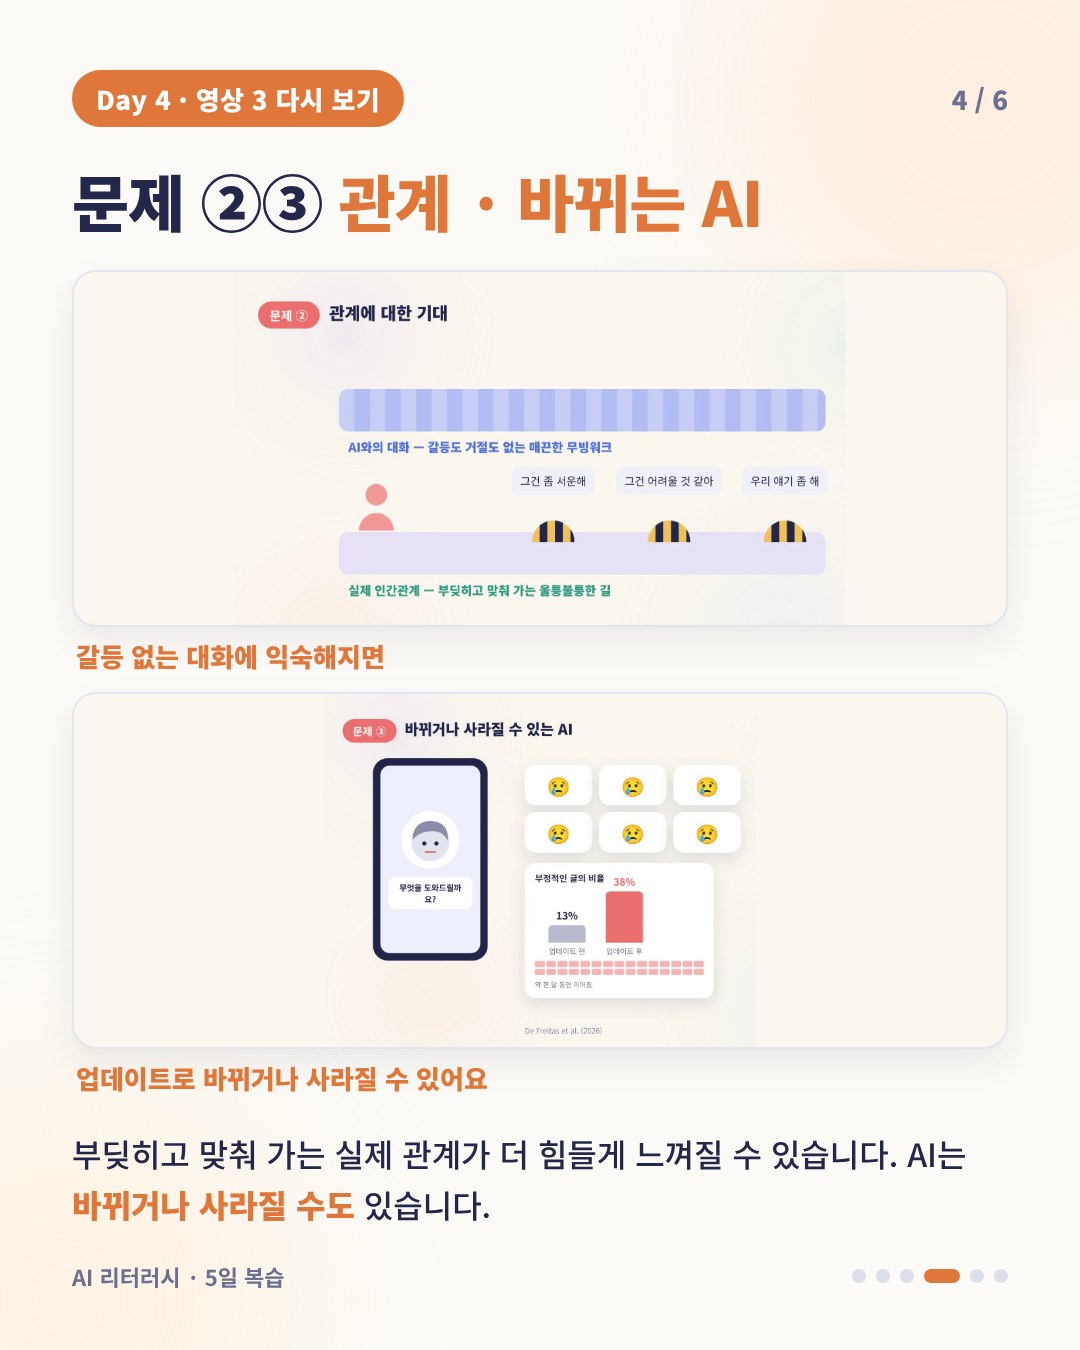 Day 4 · 영상 3 다시 보기
4 / 6
문제 ②③ 관계 · 바뀌는 AI
문제 ②
관계에 대한 기대
AI와의 대화 — 갈등도 거절도 없는 매끈한 무빙워크
그건 좀 서운해
그건 어려울 것 같아
우리 얘기 좀 해
실제 인간관계 — 부딪히고 맞춰 가는 울퉁불퉁한 길
갈등 없는 대화에 익숙해지면
문제 ③
바뀌거나 사라질 수 있는 AI
무엇을 도와드릴까
요?
부정적인 글의 비율
38%
13%
업데이트 전
업데이트 후
약 한 달 동안 이어짐
De Freitas et al. (2026)
업데이트로 바뀌거나 사라질 수 있어요
부딪히고 맞춰 가는 실제 관계가 더 힘들게 느껴질 수 있습니다. AI는
바뀌거나 사라질 수도 있습니다.
AI 리터러시 · 5일 복습